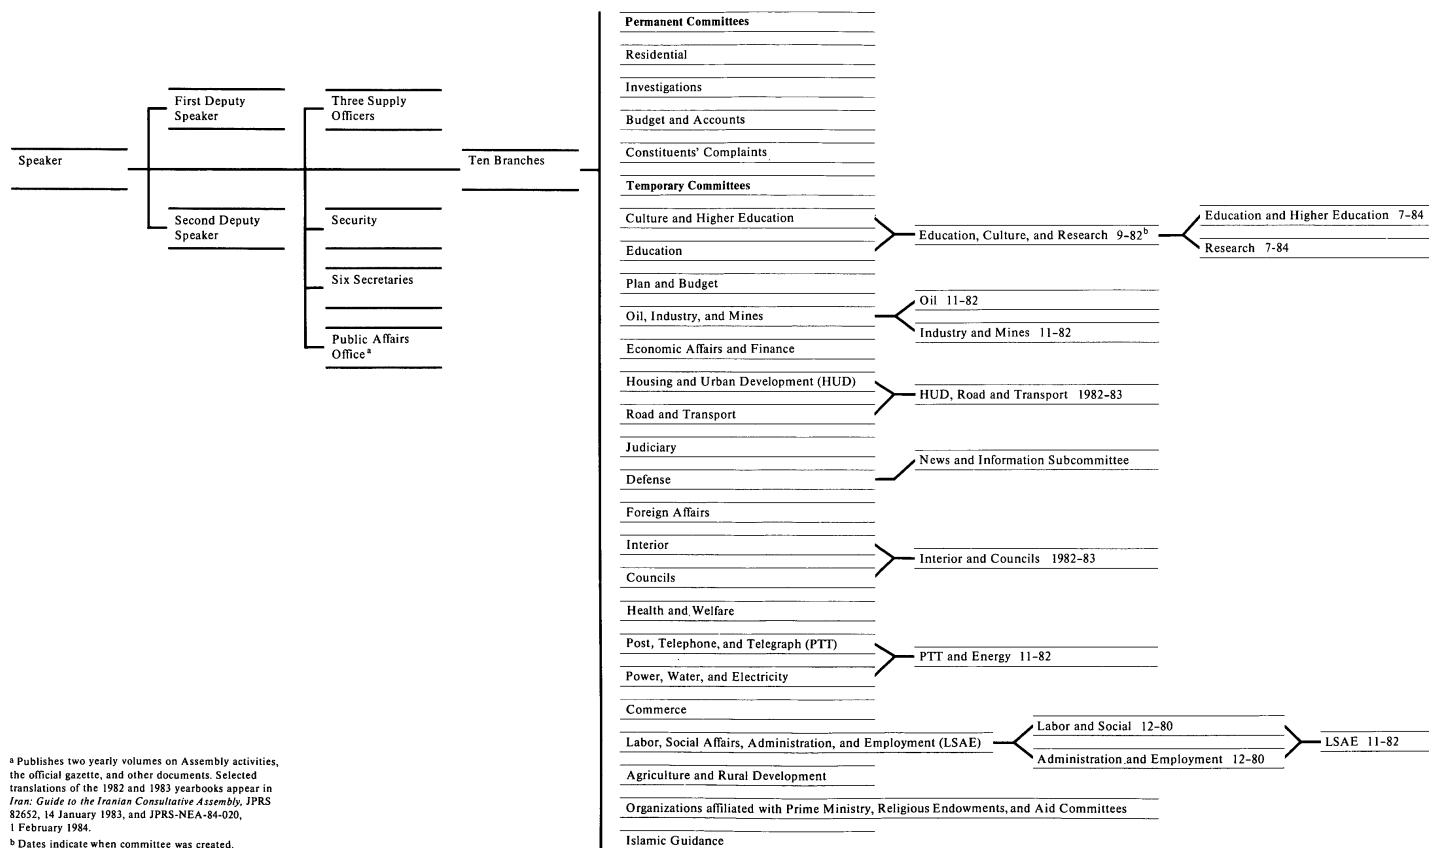 Speaker
First Deputy
Speaker
Second Deputy
Speaker
Three Supply
Officers
Security
Six Secretaries
Public Affairs
Officeᵃ
Ten Branches
Permanent Committees
Residential
Investigations
Budget and Accounts
Constituents' Complaints
Temporary Committees
Culture and Higher Education
Education
Education, Culture, and Research 9-82ᵇ
Education and Higher Education 7-84
Research 7-84
Plan and Budget
Oil, Industry, and Mines
Oil 11-82
Industry and Mines 11-82
Economic Affairs and Finance
Housing and Urban Development (HUD)
Road and Transport
HUD, Road and Transport 1982-83
Judiciary
Defense
News and Information Subcommittee
Foreign Affairs
Interior
Councils
Interior and Councils 1982-83
Health and Welfare
Post, Telephone, and Telegraph (PTT)
Power, Water, and Electricity
PTT and Energy 11-82
Commerce
Labor, Social Affairs, Administration, and Employment (LSAE)
Labor and Social 12-80
Administration and Employment 12-80
LSAE 11-82
Agriculture and Rural Development
Organizations affiliated with Prime Ministry, Religious Endowments, and Aid Committees
Islamic Guidance
ᵃ Publishes two yearly volumes on Assembly activities,
the official gazette, and other documents. Selected
translations of the 1982 and 1983 yearbooks appear in
Iran: Guide to the Iranian Consultative Assembly, JPRS
82652, 14 January 1983, and JPRS-NEA-84-020,
1 February 1984.
ᵇ Dates indicate when committee was created.